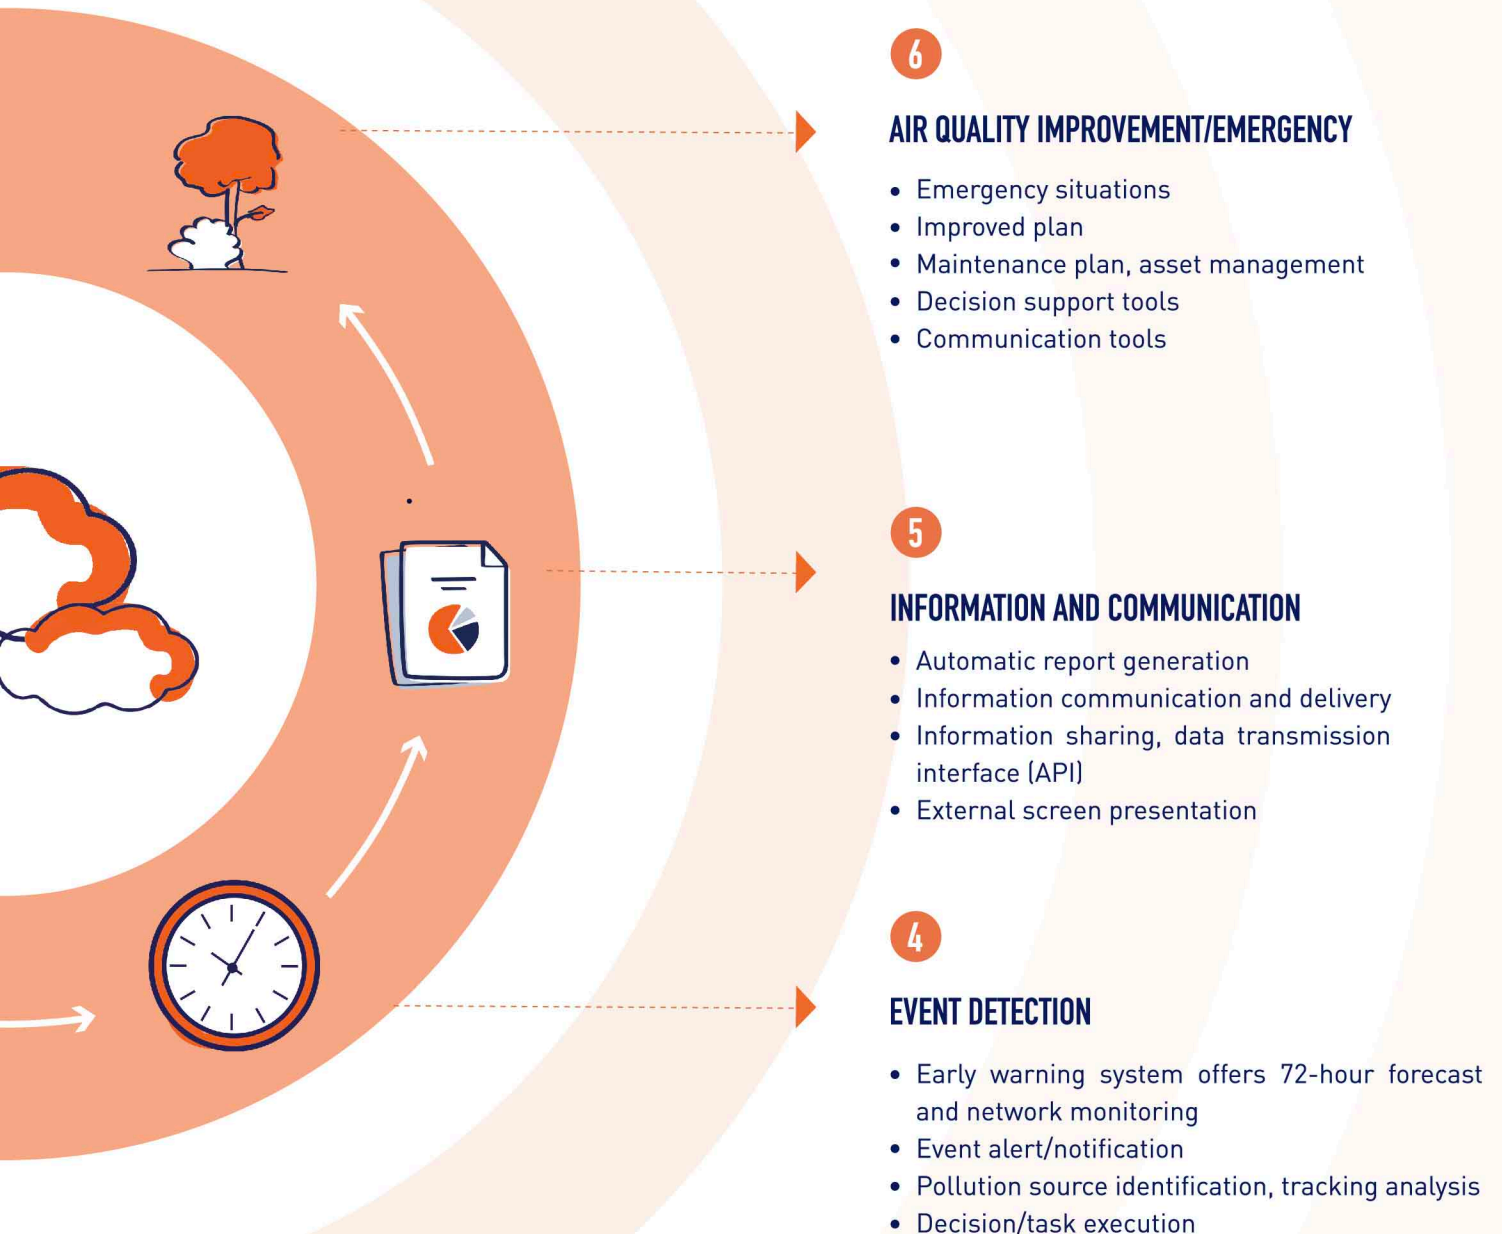 6
AIR QUALITY IMPROVEMENT/EMERGENCY
• Emergency situations
• Improved plan
• Maintenance plan, asset management
• Decision support tools
• Communication tools
5
INFORMATION AND COMMUNICATION
• Automatic report generation
• Information communication and delivery
• Information sharing, data transmission
interface (API)
• External screen presentation
4
EVENT DETECTION
• Early warning system offers 72-hour forecast
and network monitoring
• Event alert/notification
• Pollution source identification, tracking analysis
• Decision/task execution